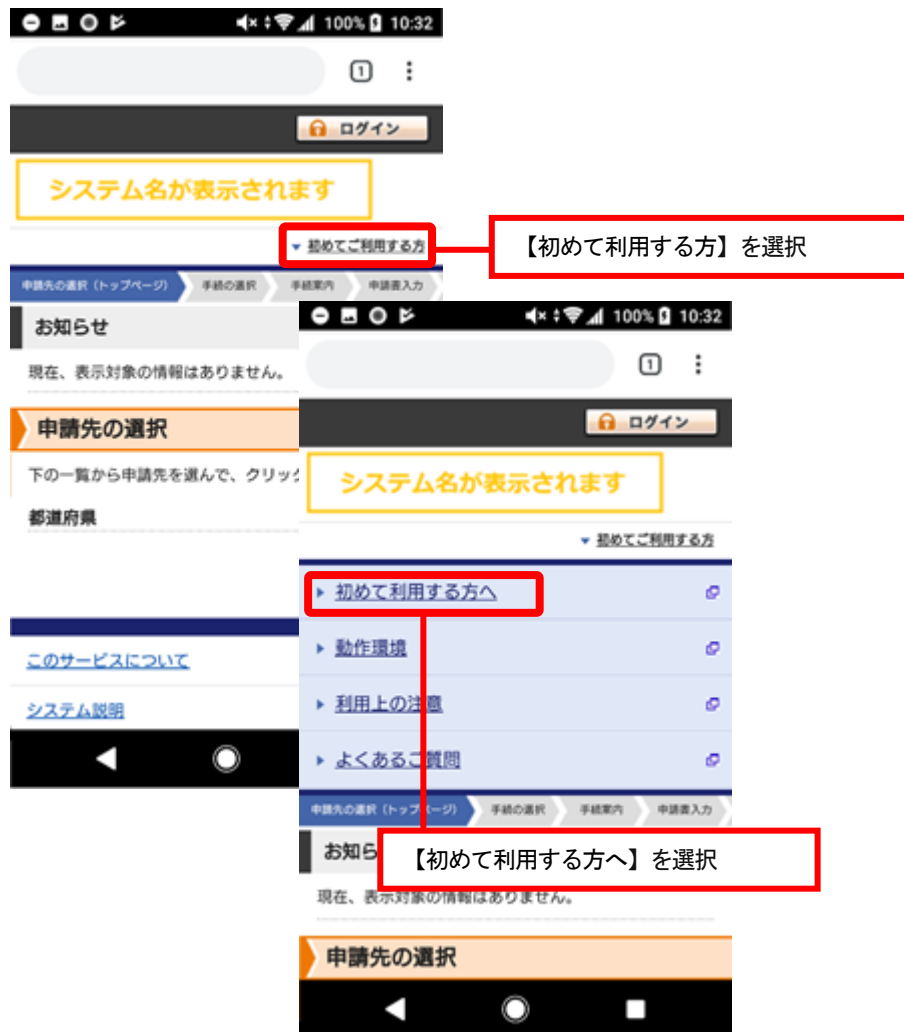 100% 10:32
1
ログイン
システム名が表示されます
初めてご利用する方
【初めて利用する方】を選択
申請先の選択（トップページ） 手続の選択 手続案内 申請書入力
お知らせ
現在、表示対象の情報はありません。
申請先の選択
下の一覧から申請先を選んで、クリック
都道府県
このサービスについて
システム説明
100% 10:32
1
ログイン
システム名が表示されます
初めてご利用する方
初めて利用する方へ
動作環境
利用上の注意
よくあるご質問
申請先の選択（トップページ） 手続の選択 手続案内 申請書入力
お知ら
【初めて利用する方へ】を選択
現在、表示対象の情報はありません。
申請先の選択